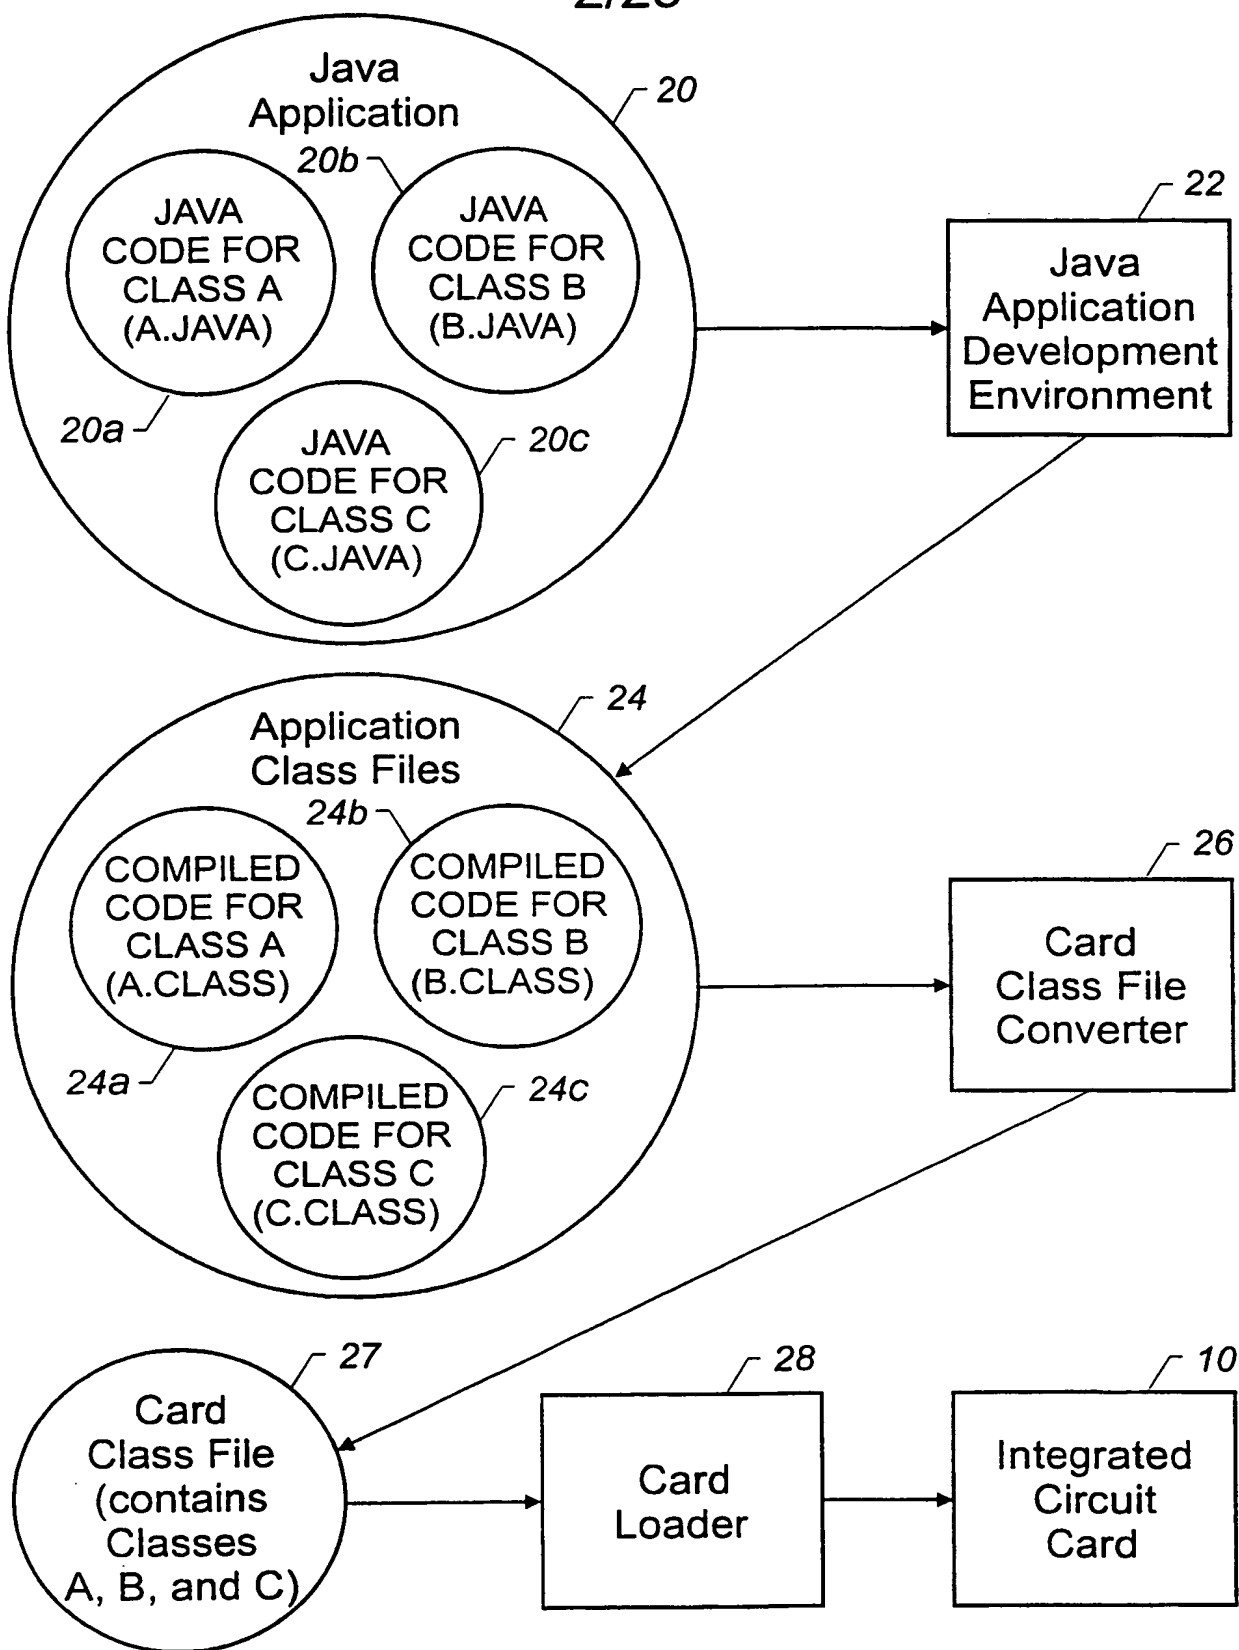 Java
Application
20
20b
JAVA
CODE FOR
CLASS A
(A.JAVA)
JAVA
CODE FOR
CLASS B
(B.JAVA)
20a
JAVA
CODE FOR
CLASS C
(C.JAVA)
20c
22
Java
Application
Development
Environment
Application
Class Files
24
24b
COMPILED
CODE FOR
CLASS A
(A.CLASS)
COMPILED
CODE FOR
CLASS B
(B.CLASS)
24a
COMPILED
CODE FOR
CLASS C
(C.CLASS)
24c
26
Card
Class File
Converter
27
Card
Class File
(contains
Classes
A, B, and C)
28
Card
Loader
10
Integrated
Circuit
Card